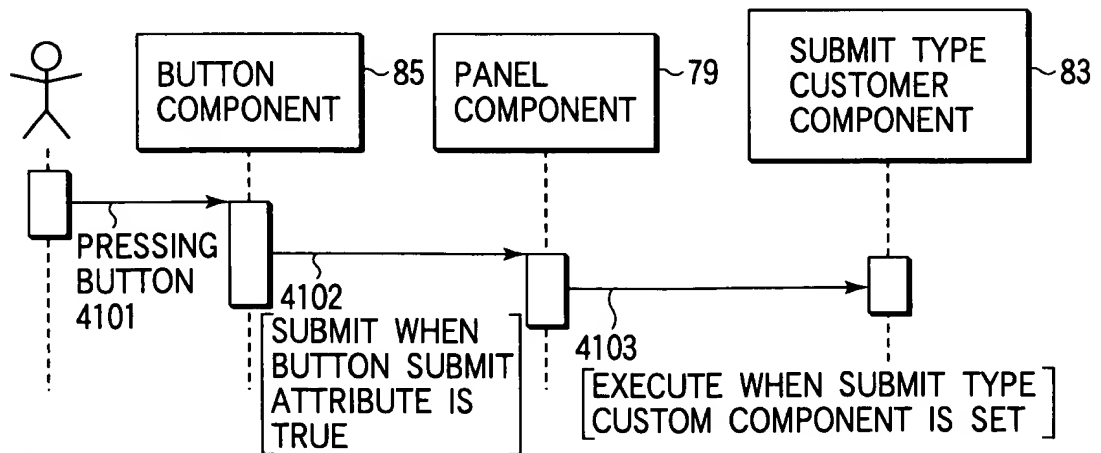 BUTTON
COMPONENT
85
PANEL
COMPONENT
79
SUBMIT TYPE
CUSTOMER
COMPONENT
83
PRESSING
BUTTON
4101
4102
SUBMIT WHEN
BUTTON SUBMIT
ATTRIBUTE IS
TRUE
4103
EXECUTE WHEN SUBMIT TYPE
CUSTOM COMPONENT IS SET